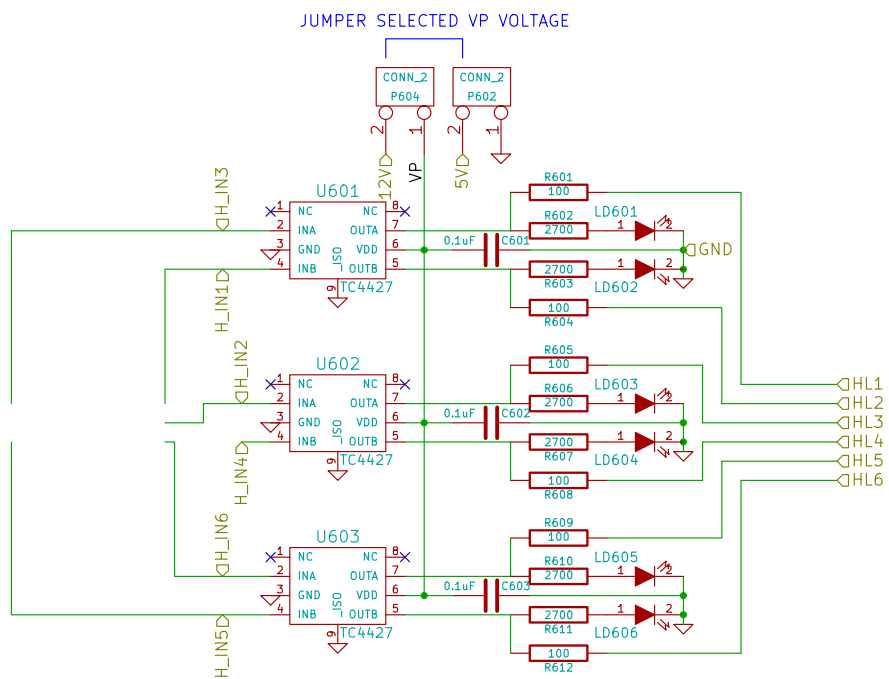 JUMPER SELECTED VP VOLTAGE
CONN_2
P604
CONN_2
P602
2
1
2
1
12V
VP
5V
H_IN3
U601
1 NC 8
2 INA OUTA 7
3 GND VDD 6
4 INB OUTB 5
_ISO
9
TC4427
H_IN1
0.1uF C601
R601
100
R602
2700
1 2
LD601
GND
2700
R603
1 2
LD602
100
R604
H_IN2
U602
1 NC NC 8
2 INA OUTA 7
3 GND VDD 6
4 INB OUTB 5
_ISO
9
TC4427
H_IN4
0.1uF C602
R605
100
R606
2700
1 2
LD603
2700
R607
1 2
LD604
100
R608
HL1
HL2
HL3
HL4
HL5
HL6
H_IN6
U603
1 NC NC 8
2 INA OUTA 7
3 GND VDD 6
4 INB OUTB 5
_ISO
9
TC4427
H_IN5
0.1uF C603
R609
100
R610
2700
1 2
LD605
2700
R611
1 2
LD606
100
R612